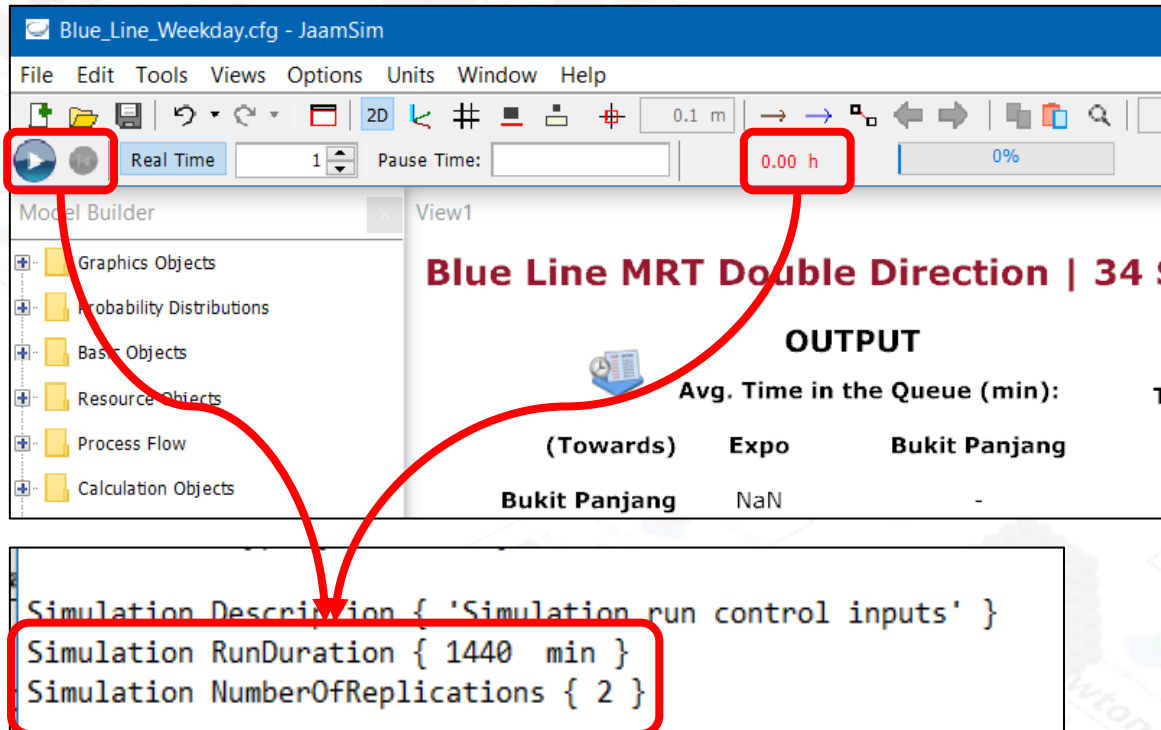 Blue_Line_Weekday.cfg - JaamSim
File Edit Tools Views Options Units Window Help
2D 0.1 m
Real Time 1 Pause Time: 0.00 h 0%
Model Builder × View1
Graphics Objects
Probability Distributions
Basic Objects
Resource Objects
Process Flow
Calculation Objects
Blue Line MRT Double Direction | 34 S
OUTPUT
Avg. Time in the Queue (min): T
(Towards) Expo Bukit Panjang
Bukit Panjang NaN -
Simulation Description { 'Simulation run control inputs' }
Simulation RunDuration { 1440 min }
Simulation NumberOfReplications { 2 }